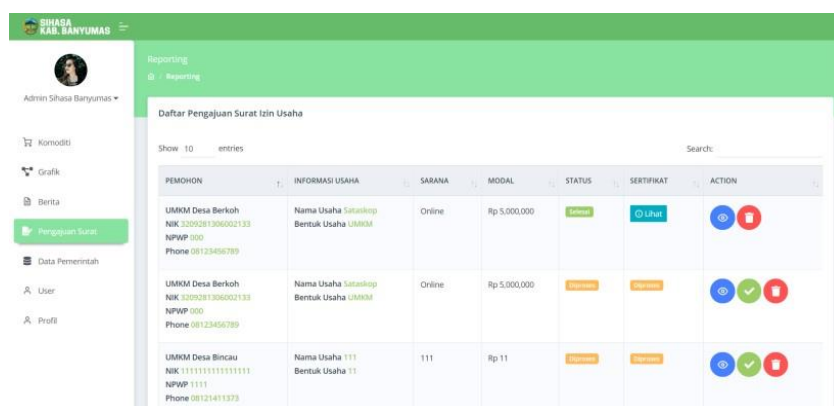 SIHASA
KAB. BANYUMAS
Admin Sihasa Banyumas
Komoditi
Grafik
Berita
Pengajuan Surat
Data Pemerintah
User
Profil
Reporting
/ Reporting
Daftar Pengajuan Surat Izin Usaha
Show 10 entries
Search:
PEMOHON INFORMASI USAHA SARANA MODAL STATUS SERTIFIKAT ACTION
UMKM Desa Berkoh Nama Usaha Sataskop Online Rp 5,000,000 Selesai Lihat
NIK 3209281306002133 Bentuk Usaha UMKM
NPWP 000
Phone 08123456789
UMKM Desa Berkoh Nama Usaha Sataskop Online Rp 5,000,000 Diproses Diproses
NIK 3209281306002133 Bentuk Usaha UMKM
NPWP 000
Phone 08123456789
UMKM Desa Bincau Nama Usaha 111 111 Rp 11 Diproses Diproses
NIK 1111111111111111 Bentuk Usaha 11
NPWP 1111
Phone 08121411373